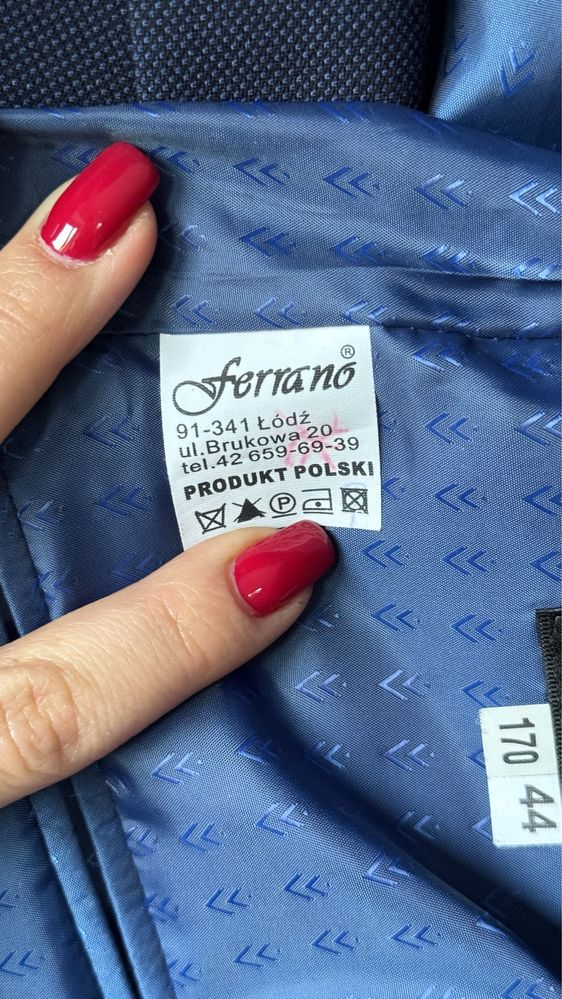 ferrano®
91-341 Łódź
ul.Brukowa 20
tel.42 659-69-39
PRODUKT POLSKI
P
170 44